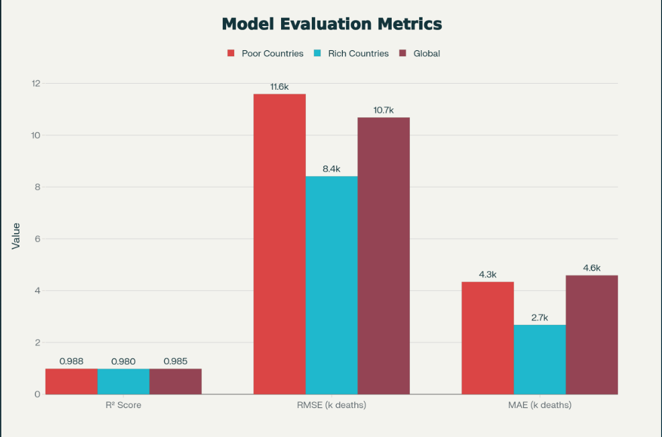 Model Evaluation Metrics
Poor Countries Rich Countries Global
12
10
8
6
4
2
0
Value
0.988 0.980 0.985
11.6k 8.4k 10.7k
4.3k 2.7k 4.6k
R² Score RMSE (k deaths) MAE (k deaths)